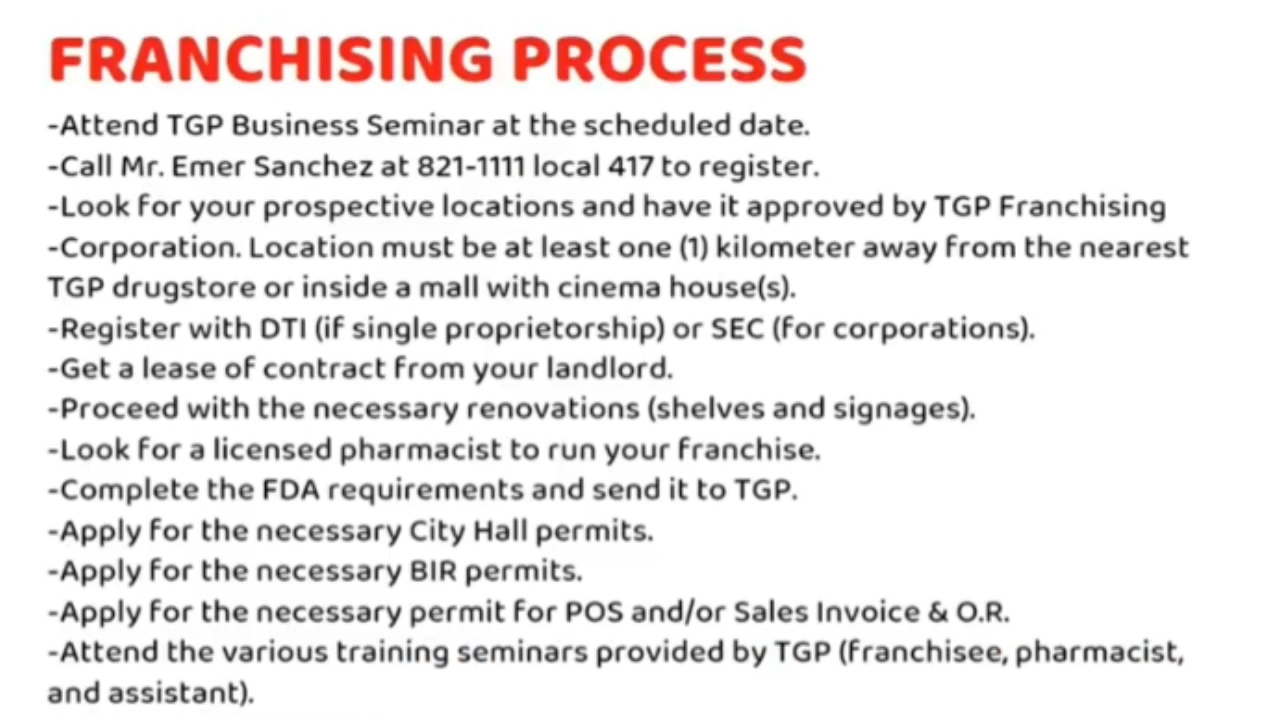 FRANCHISING PROCESS
-Attend TGP Business Seminar at the scheduled date.
-Call Mr. Emer Sanchez at 821-1111 local 417 to register.
-Look for your prospective locations and have it approved by TGP Franchising
-Corporation. Location must be at least one (1) kilometer away from the nearest
TGP drugstore or inside a mall with cinema house(s).
-Register with DTI (if single proprietorship) or SEC (for corporations).
-Get a lease of contract from your landlord.
-Proceed with the necessary renovations (shelves and signages).
-Look for a licensed pharmacist to run your franchise.
-Complete the FDA requirements and send it to TGP.
-Apply for the necessary City Hall permits.
-Apply for the necessary BIR permits.
-Apply for the necessary permit for POS and/or Sales Invoice & O.R.
-Attend the various training seminars provided by TGP (franchisee, pharmacist,
and assistant).